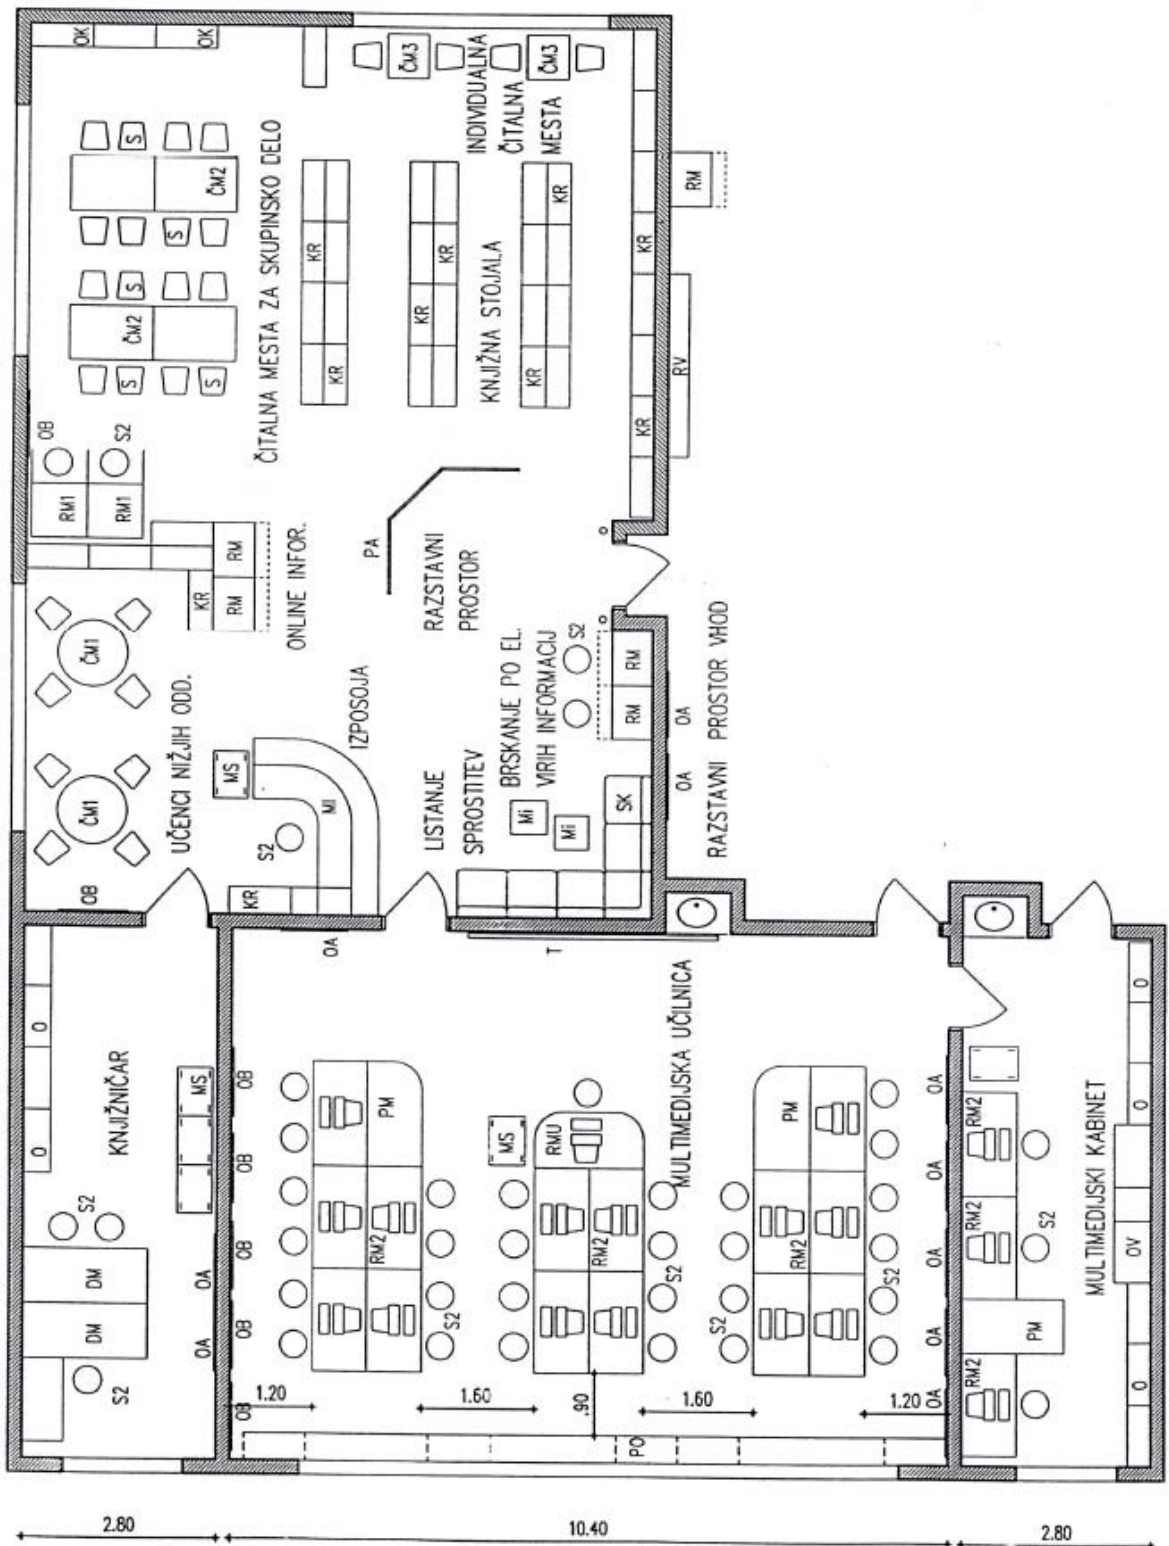 OK
OK
ČM3
ČM3
INDIVIDUALNA
ČITALNA
MESTA
S
ČM2
S
S
ČM2
S
S
ČITALNA MESTA ZA SKUPINSKO DELO
KR
KR
KR
KR
KR
KR
KNJIŽNA STOJALA
KR
KR
RM
RV
OB
S2
RM1
RM1
KR
RM
RM
ONLINE INFOR.
PA
RAZSTAVNI
PROSTOR
ČM1
ČM1
UČENCI NIŽJIH ODD.
OB
MS
MI
S2
KR
IZPOSOJA
LISTANJE
SPROSTITEV
BRSKANJE PO EL.
VIRIH INFORMACIJ
S2
RM
RM
Mi
Mi
SK
OA
OA
RAZSTAVNI PROSTOR VHOD
O
O
KNJIŽNIČAR
MS
S2
DM
DM
S2
OA
OA
OA
T
MULTIMEDIJSKA UČILNICA
OB
OB
OB
OB
OB
PM
RM2
S2
MS
RMU
RM2
S2
PM
RM2
S2
S2
OA
OA
OA
OA
OA
1.20
1.60
.90
1.60
1.20
PO
RM2
RM2
S2
PM
RM2
MULTIMEDIJSKI KABINET
O
O
OV
O
2.80
10.40
2.80